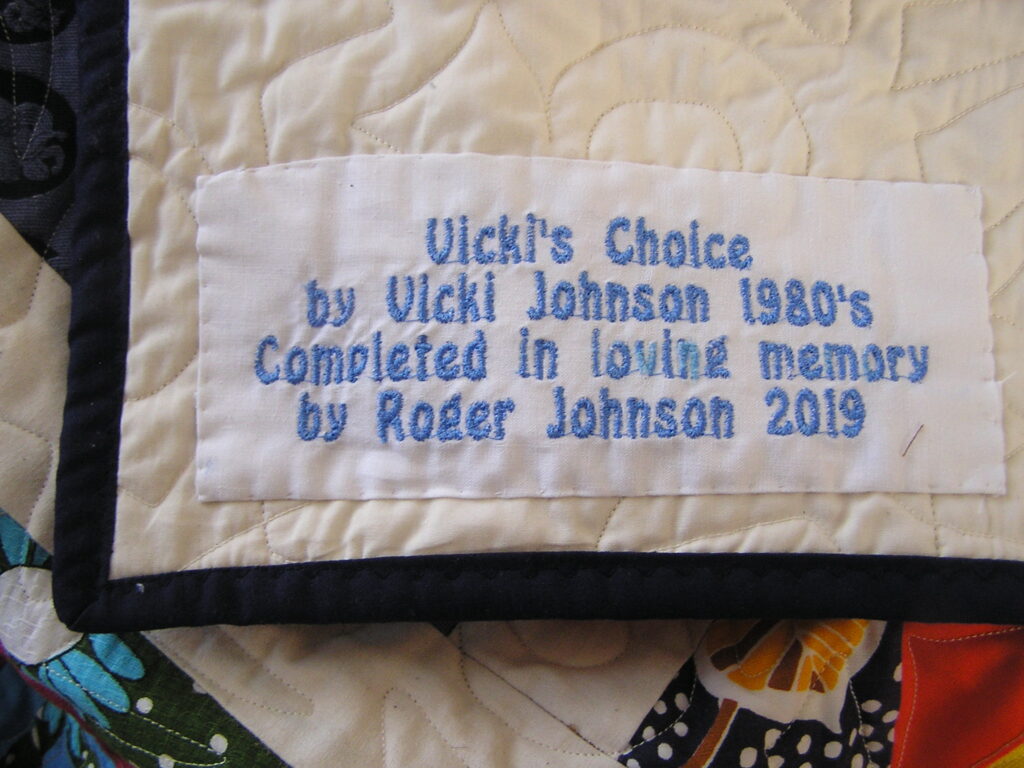 Vicki's Choice
by Vicki Johnson 1980's
Completed in loving memory
by Roger Johnson 2019